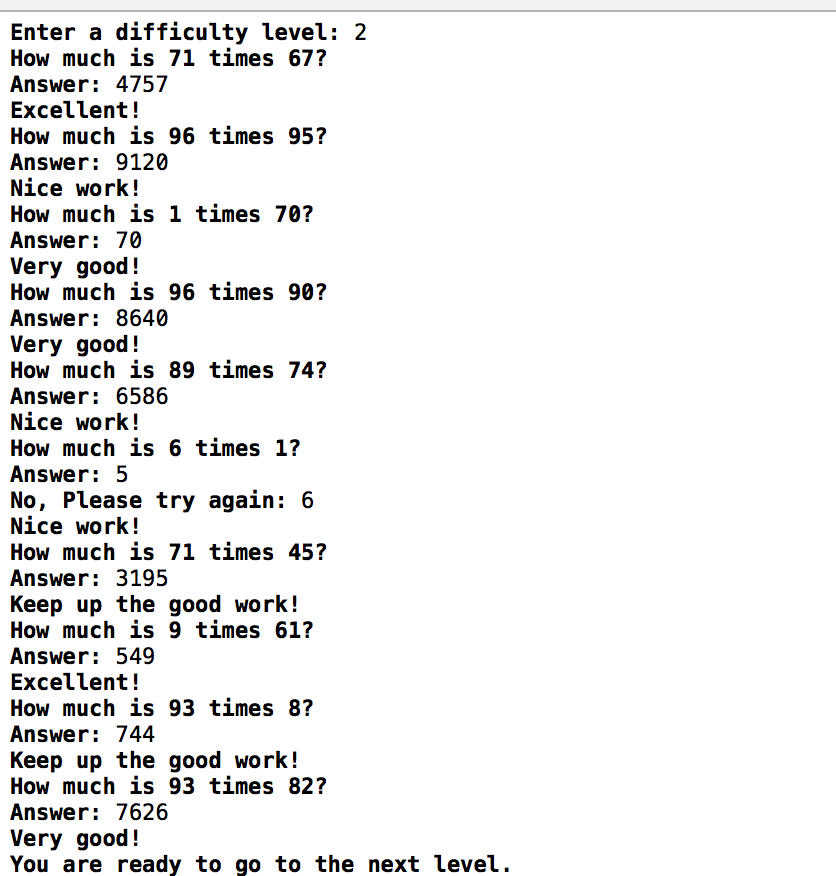 Enter a difficulty level: 2
How much is 71 times 67?
Answer: 4757
Excellent!
How much is 96 times 95?
Answer: 9120
Nice work!
How much is 1 times 70?
Answer: 70
Very good!
How much is 96 times 90?
Answer: 8640
Very good!
How much is 89 times 74?
Answer: 6586
Nice work!
How much is 6 times 1?
Answer: 5
No, Please try again: 6
Nice work!
How much is 71 times 45?
Answer: 3195
Keep up the good work!
How much is 9 times 61?
Answer: 549
Excellent!
How much is 93 times 8?
Answer: 744
Keep up the good work!
How much is 93 times 82?
Answer: 7626
Very good!
You are ready to go to the next level.